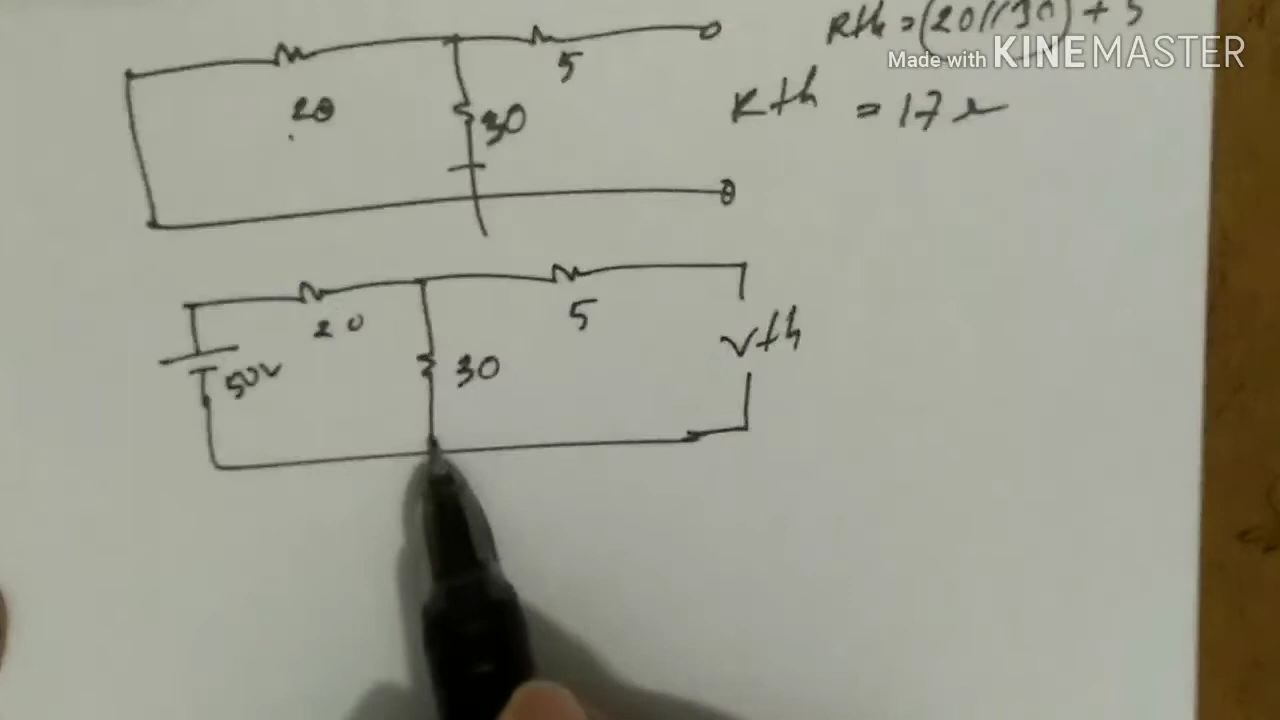 Rth = (20//30) + 5
Made with KINEMASTER
5
20
30
Rth = 17 Ω
20
5
50V
30
Vth